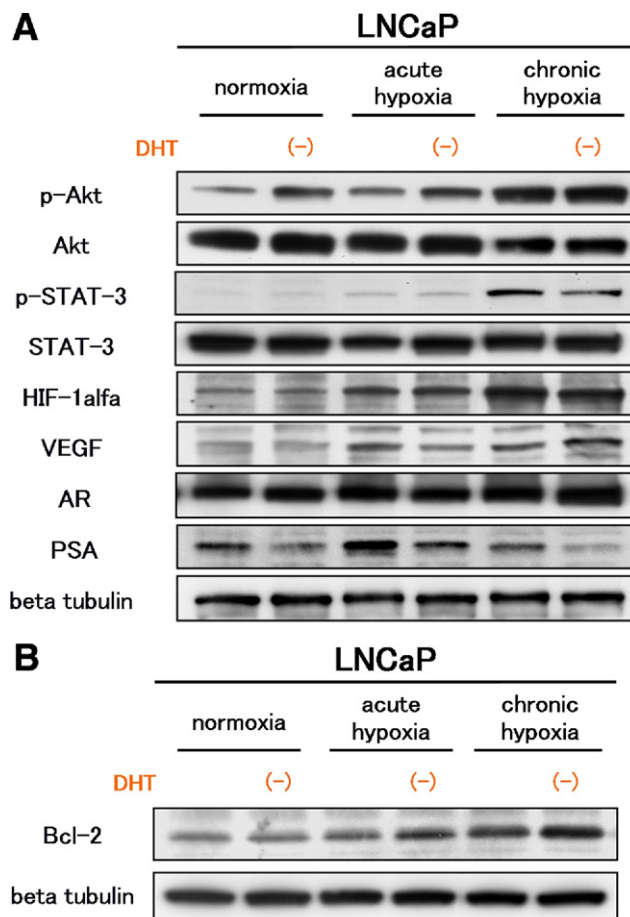 A
LNCaP
normoxia
acute
hypoxia
chronic
hypoxia
DHT (-) (-) (-)
p-Akt
Akt
p-STAT-3
STAT-3
HIF-1alfa
VEGF
AR
PSA
beta tubulin
B
LNCaP
normoxia
acute
hypoxia
chronic
hypoxia
DHT (-) (-) (-)
Bcl-2
beta tubulin